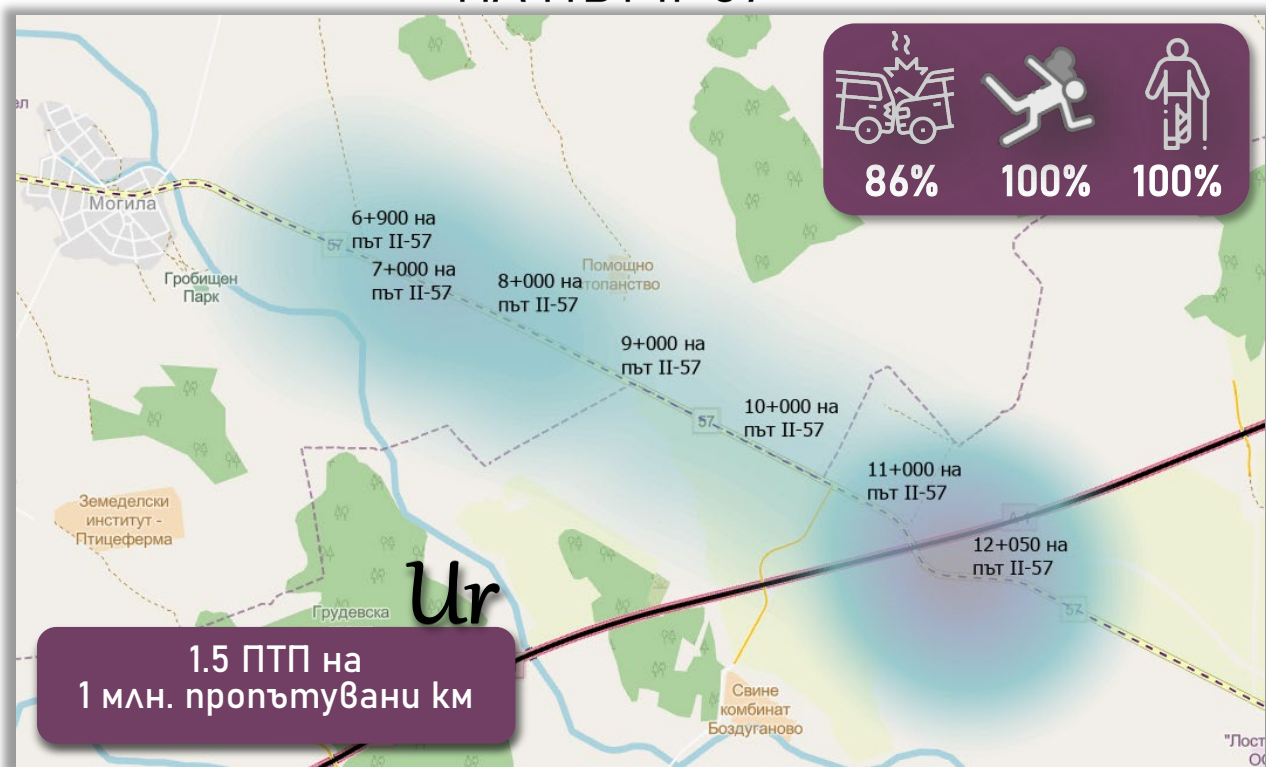 86% 100% 100%
ел
Могила
57
6+900 на
път II-57
7+000 на
път II-57
8+000 на
път II-57
Помощно
стопанство
Гробищен
Парк
9+000 на
път II-57
57
10+000 на
път II-57
11+000 на
път II-57
A-1
12+050 на
път II-57
57
Земеделски
институт -
Птицеферма
Грудевска
Ur
1.5 ПТП на
1 млн. пропътувани км
Свине
комбинат
Боздуганово
"Лост
ОО